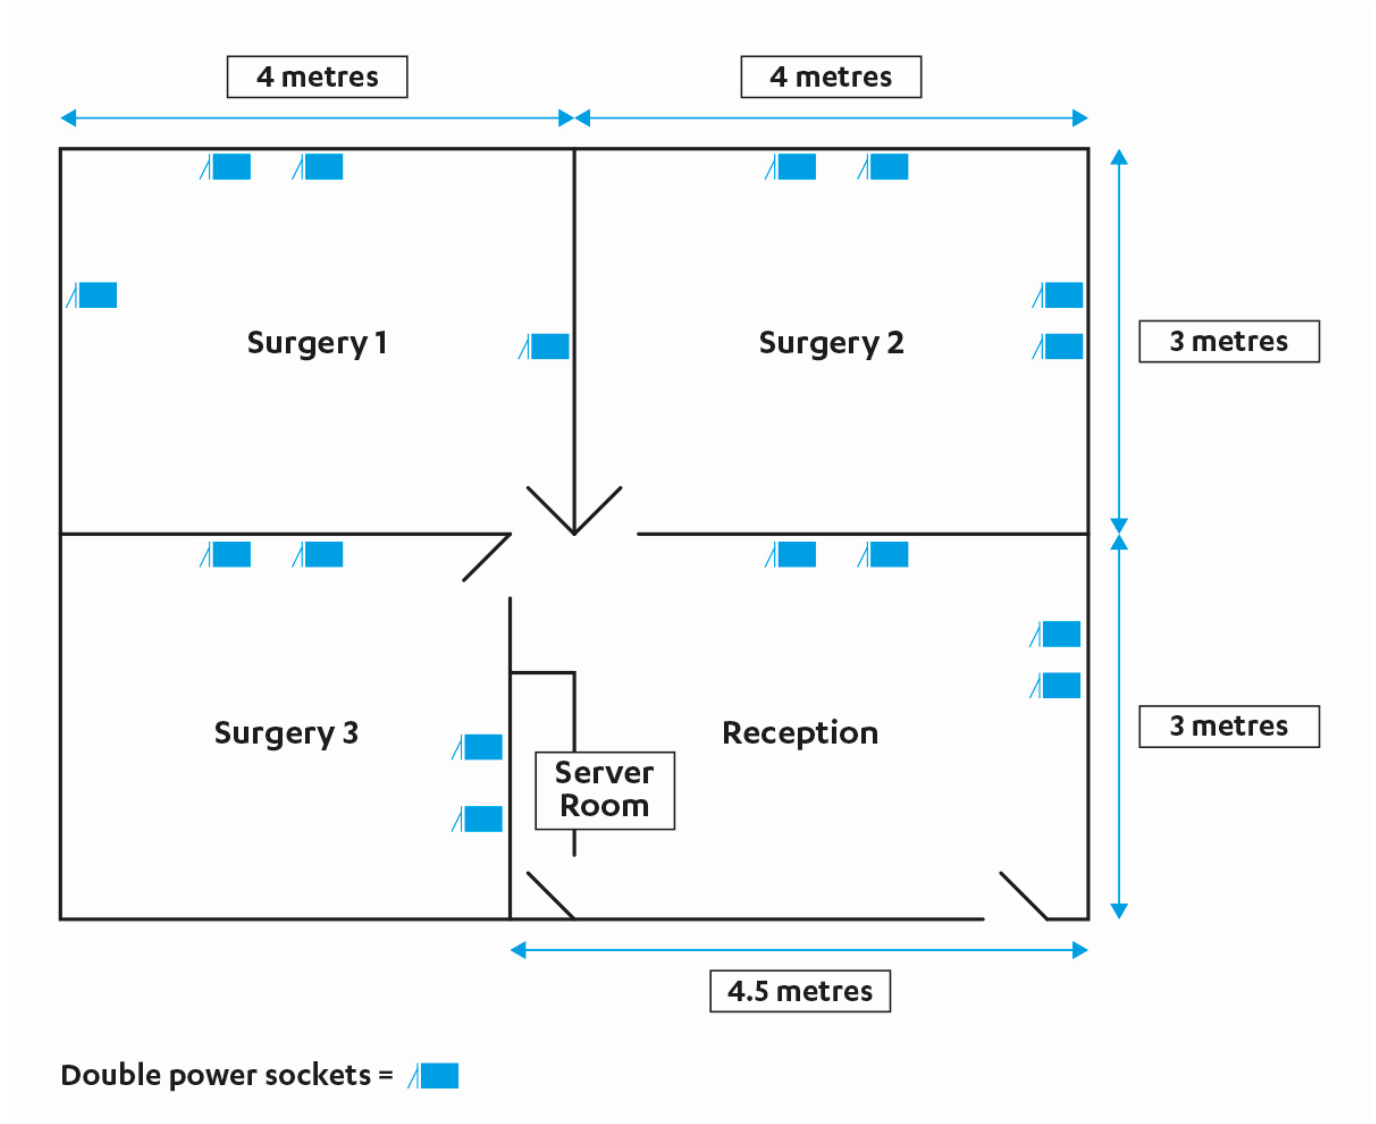 4 metres
4 metres
Surgery 1
Surgery 2
3 metres
Surgery 3
Reception
3 metres
Server
Room
4.5 metres
Double power sockets =